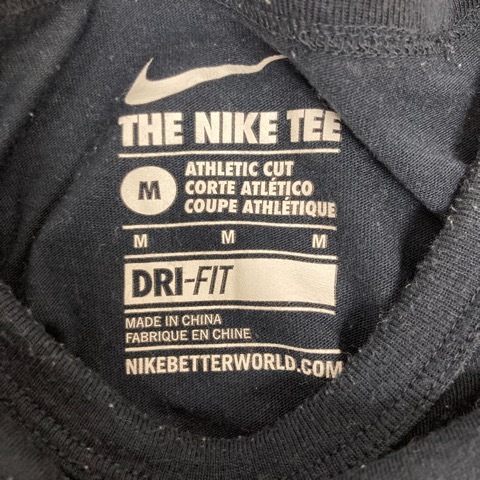 THE NIKE TEE
M
ATHLETIC CUT
CORTE ATLÉTICO
COUPE ATHLÉTIQUE
M M M
DRI-FIT
MADE IN CHINA
FABRIQUE EN CHINE
NIKEBETTERWORLD.COM